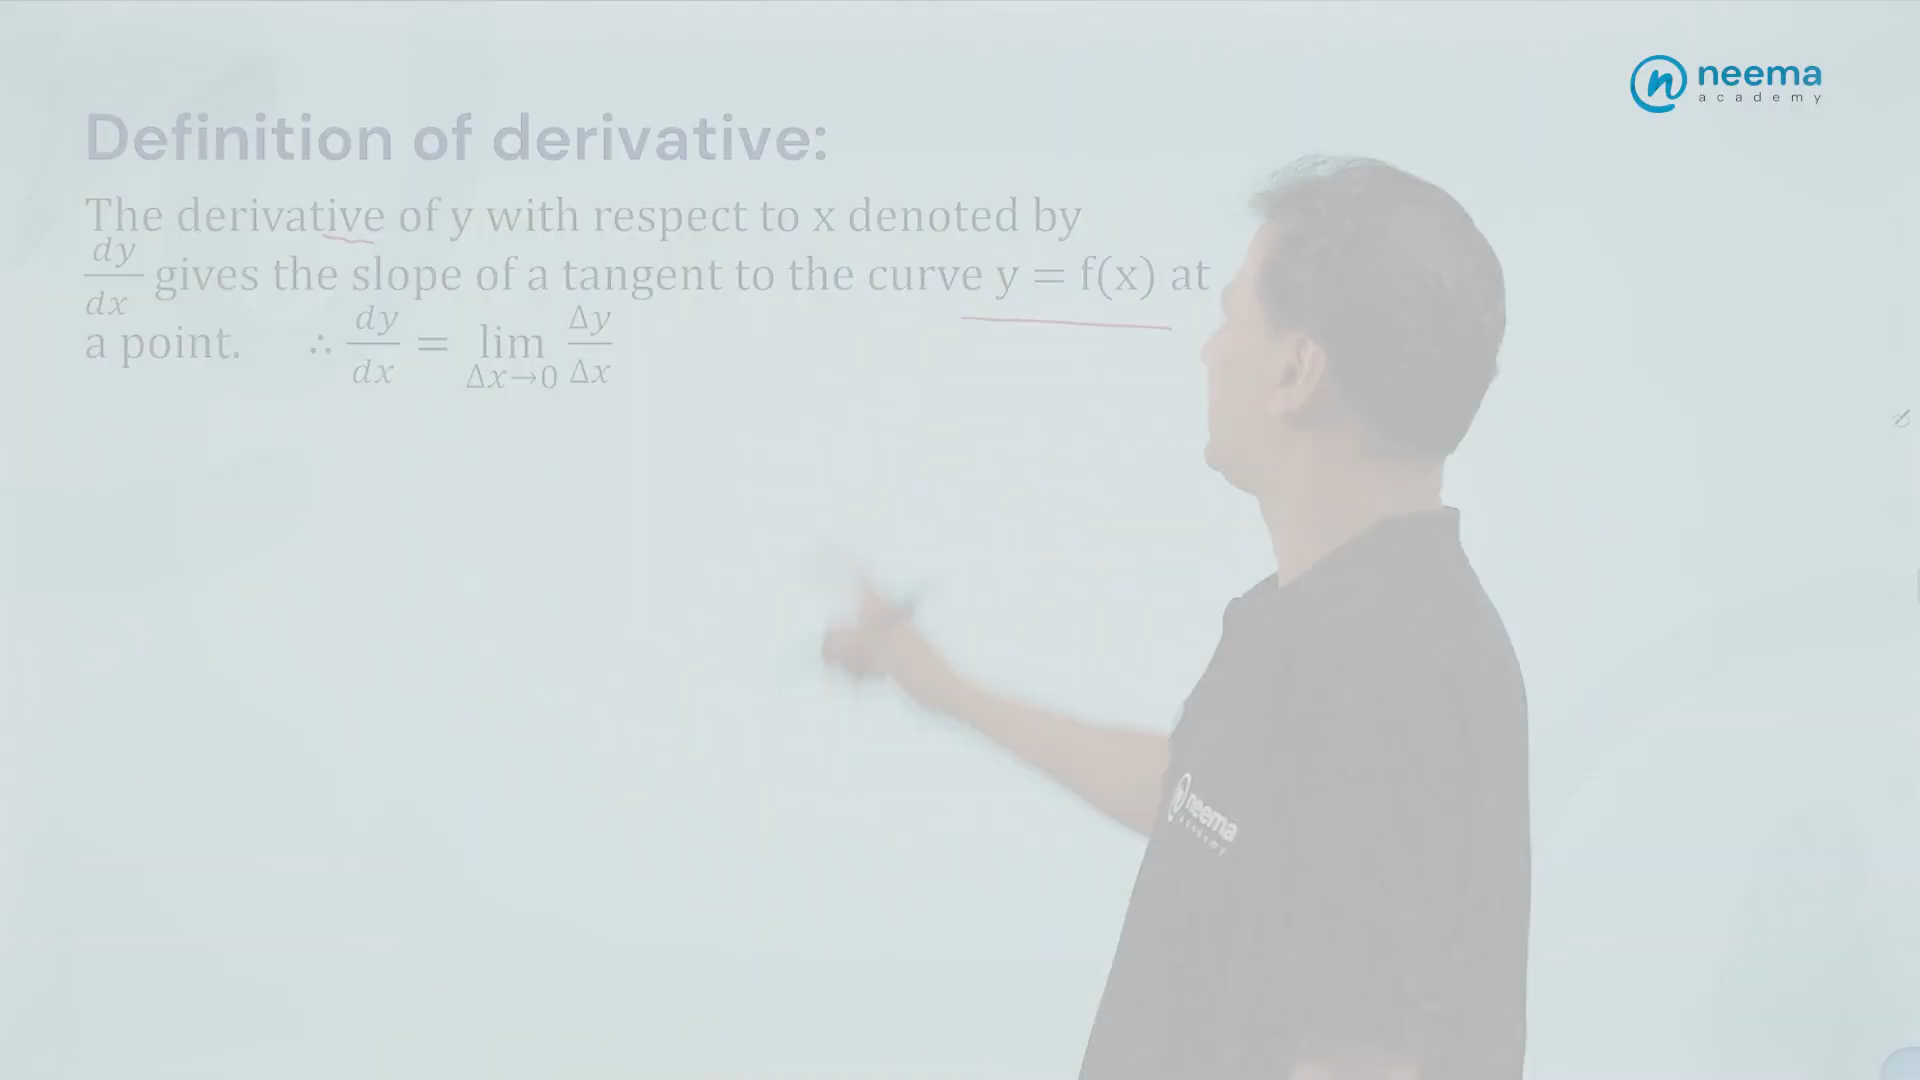 neema
academy
Definition of derivative:
The derivative of y with respect to x denoted by
dy/dx gives the slope of a tangent to the curve y = f(x) at
a point. ∴ dy/dx = lim Δx→0 Δy/Δx
neema
academy